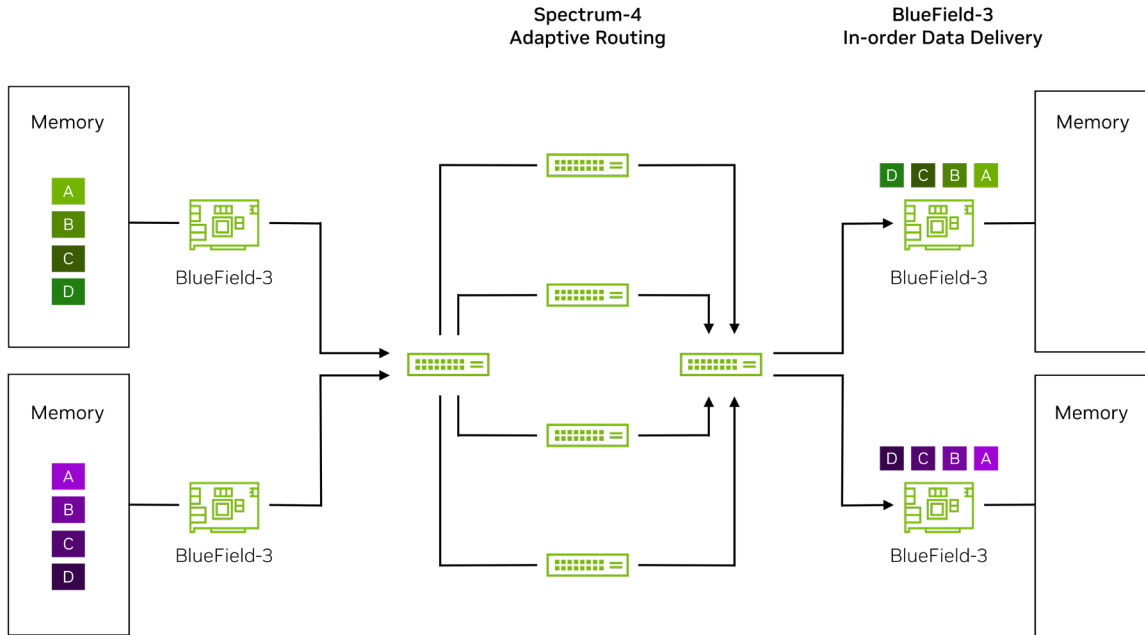 Spectrum-4
Adaptive Routing
BlueField-3
In-order Data Delivery
Memory
A
B
C
D
BlueField-3
Memory
A
B
C
D
BlueField-3
D C B A
BlueField-3
Memory
D C B A
BlueField-3
Memory